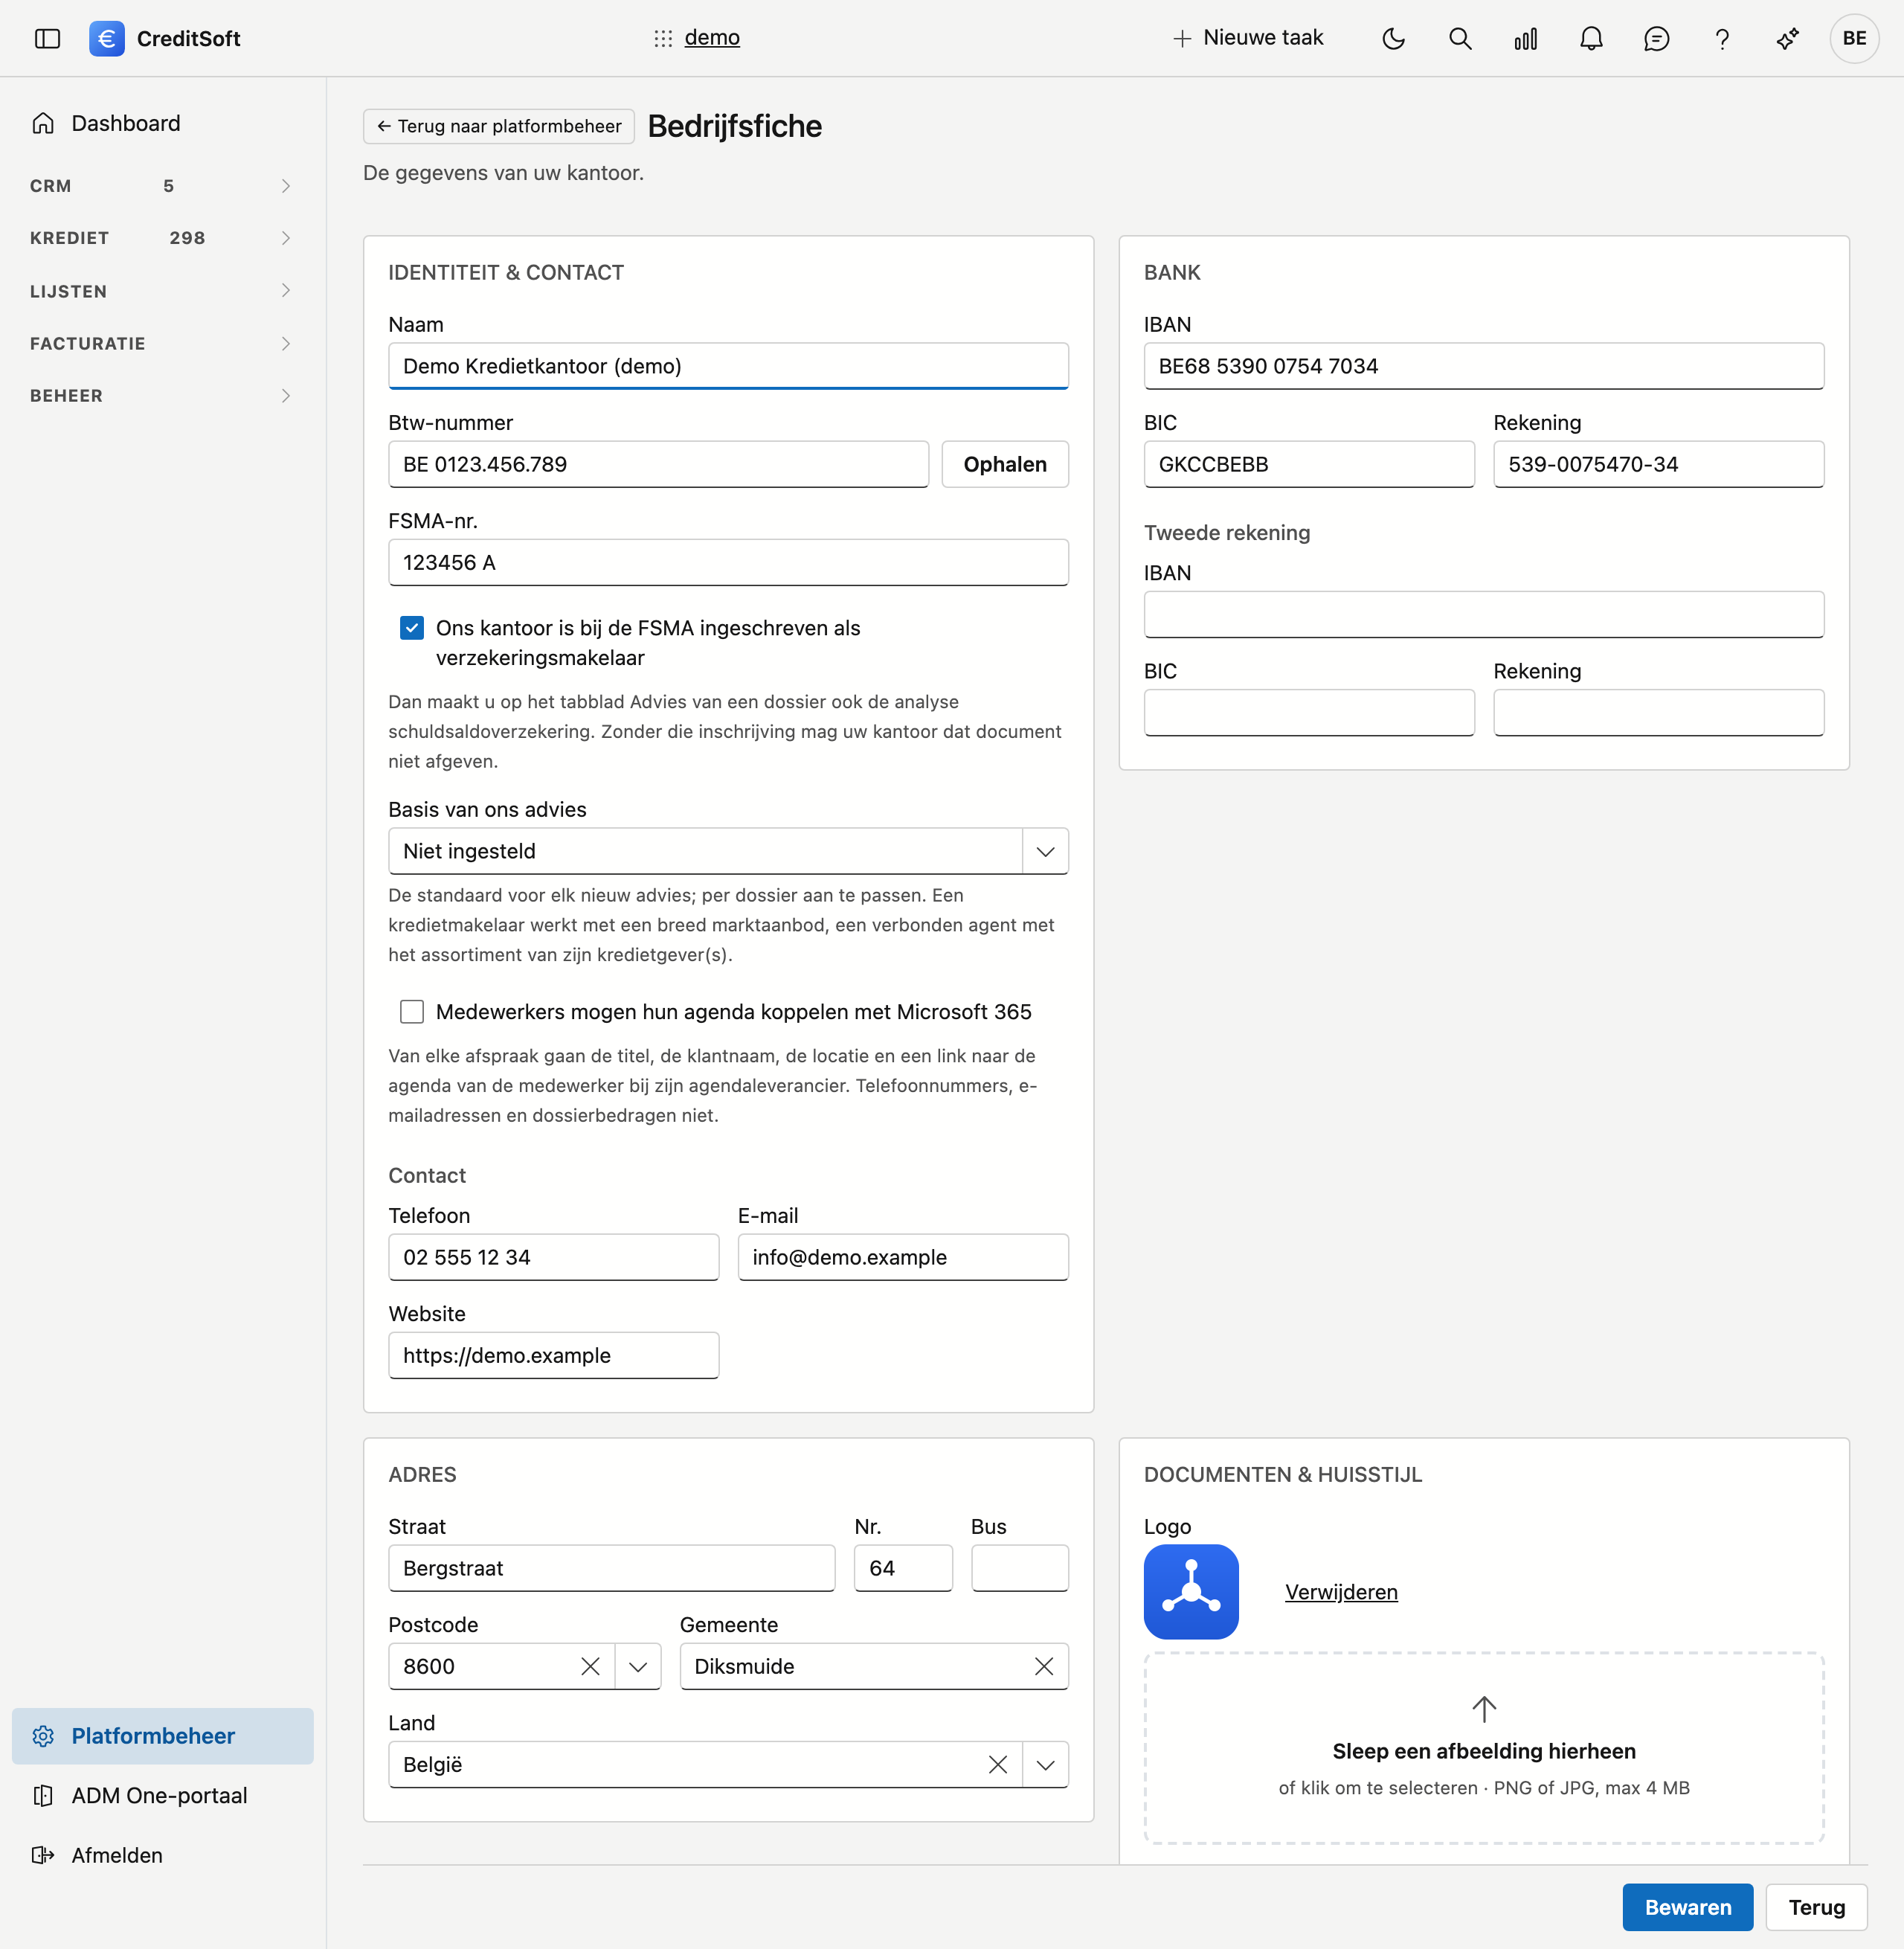 CreditSoft
demo
Nieuwe taak
BE
Dashboard
CRM 5
KREDIET 298
LIJSTEN
FACTURATIE
BEHEER
Platformbeheer
ADM One-portaal
Afmelden
← Terug naar platformbeheer
Bedrijfsfiche
De gegevens van uw kantoor.
IDENTITEIT & CONTACT
Naam
Demo Kredietkantoor (demo)
Btw-nummer
BE 0123.456.789
Ophalen
FSMA-nr.
123456 A
Ons kantoor is bij de FSMA ingeschreven als
verzekeringsmakelaar
Dan maakt u op het tabblad Advies van een dossier ook de analyse
schuldsaldoverzekering. Zonder die inschrijving mag uw kantoor dat document
niet afgeven.
Basis van ons advies
Niet ingesteld
De standaard voor elk nieuw advies; per dossier aan te passen. Een
kredietmakelaar werkt met een breed marktaanbod, een verbonden agent met
het assortiment van zijn kredietgever(s).
Medewerkers mogen hun agenda koppelen met Microsoft 365
Van elke afspraak gaan de titel, de klantnaam, de locatie en een link naar de
agenda van de medewerker bij zijn agendaleverancier. Telefoonnummers, e-
mailadressen en dossierbedragen niet.
Contact
Telefoon E-mail
02 555 12 34 info@demo.example
Website
https://demo.example
BANK
IBAN
BE68 5390 0754 7034
BIC Rekening
GKCCBEBB 539-0075470-34
Tweede rekening
IBAN
BIC Rekening
ADRES
Straat Nr. Bus
Bergstraat 64
Postcode Gemeente
8600 Diksmuide
Land
België
DOCUMENTEN & HUISSTIJL
Logo
Verwijderen
Sleep een afbeelding hierheen
of klik om te selecteren · PNG of JPG, max 4 MB
Bewaren Terug